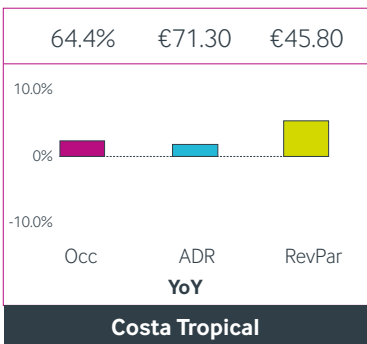 64.4% €71.30 €45.80
10.0%
0%
-10.0%
Occ ADR RevPar
YoY
Costa Tropical